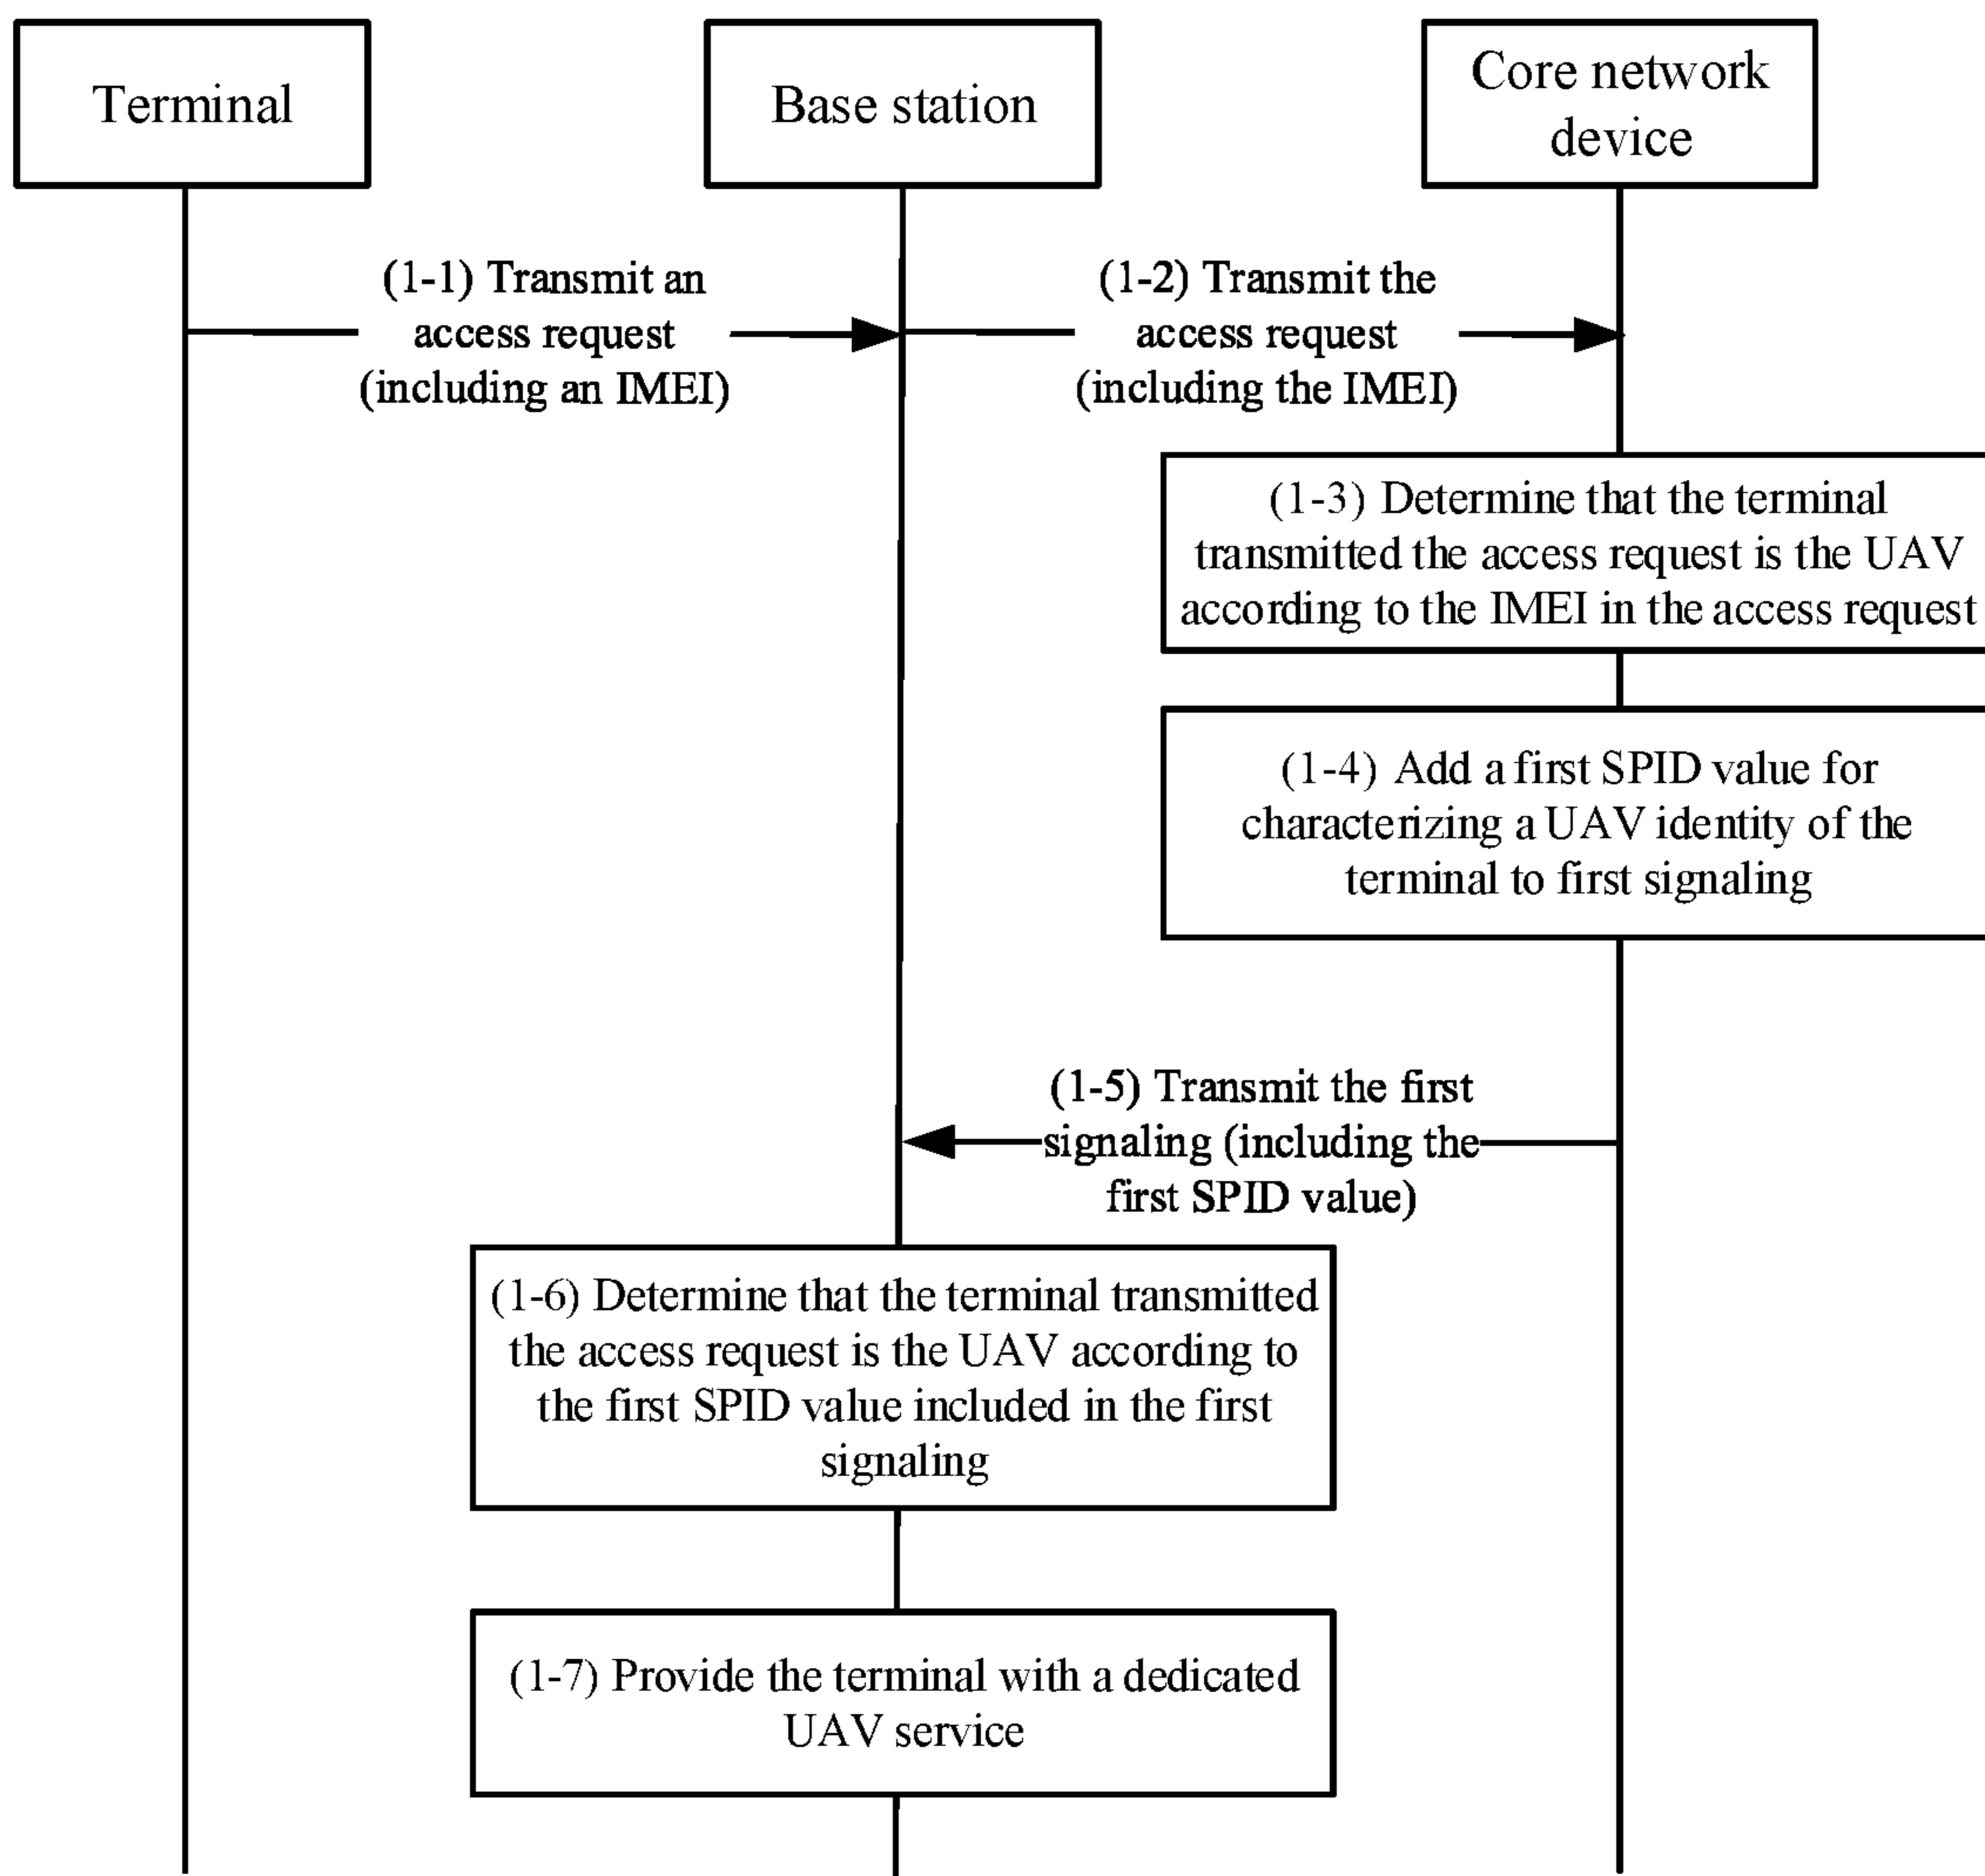 Terminal
Base station
Core network
device
(1-1) Transmit an
access request
(including an IMEI)
(1-2) Transmit the
access request
(including the IMEI)
(1-3) Determine that the terminal
transmitted the access request is the UAV
according to the IMEI in the access request
(1-4) Add a first SPID value for
characterizing a UAV identity of the
terminal to first signaling
(1-5) Transmit the first
signaling (including the
first SPID value)
(1-6) Determine that the terminal transmitted
the access request is the UAV according to
the first SPID value included in the first
signaling
(1-7) Provide the terminal with a dedicated
UAV service